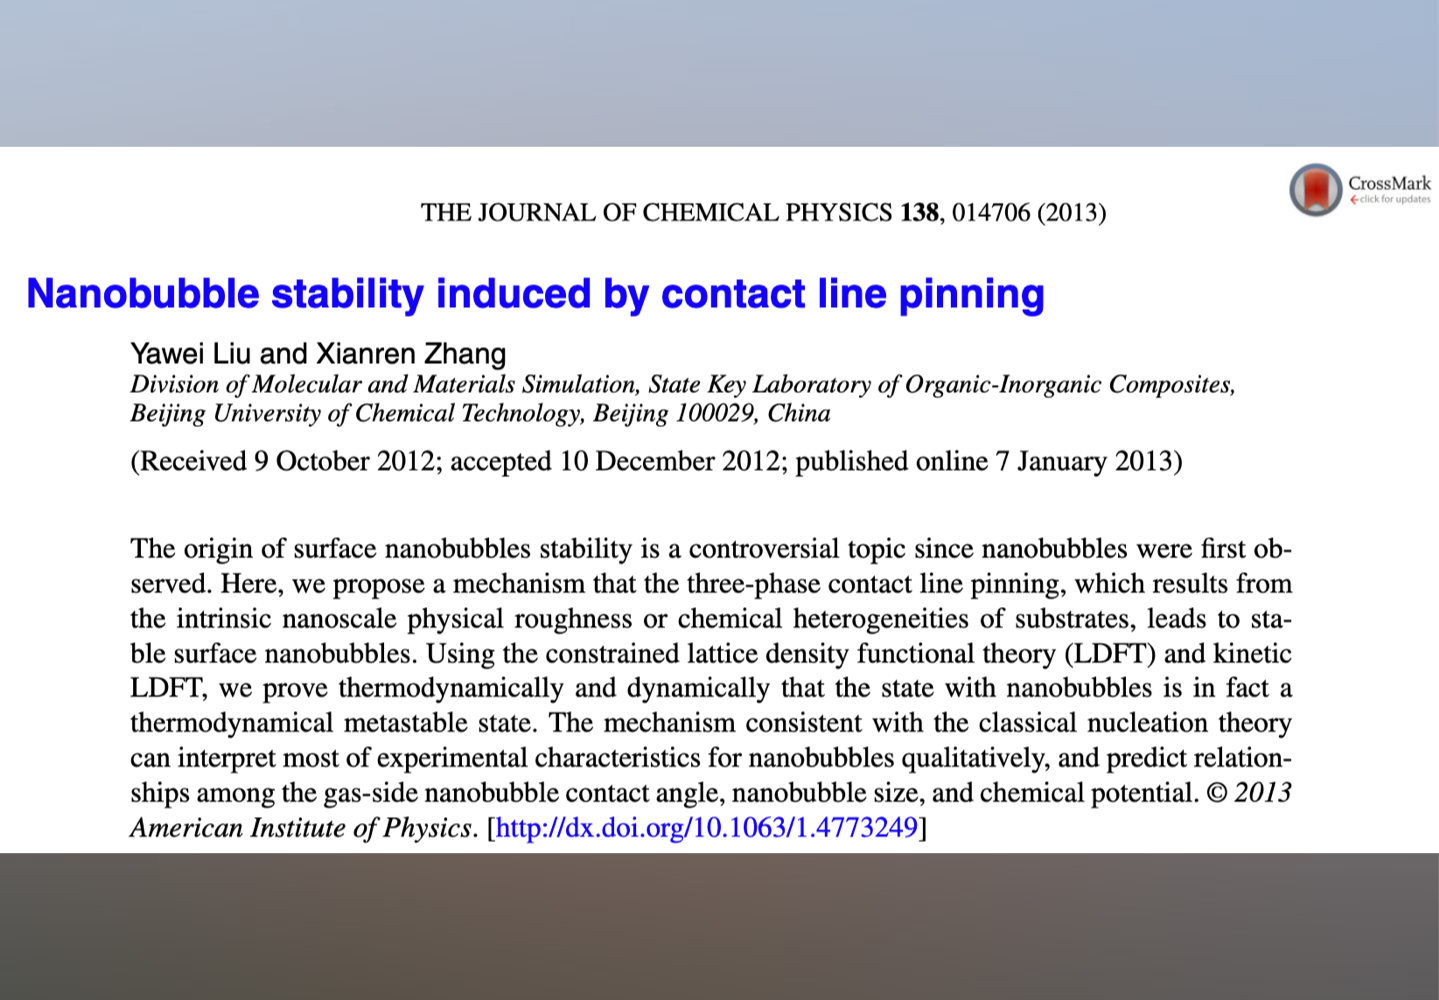 CrossMark
click for updates
THE JOURNAL OF CHEMICAL PHYSICS 138, 014706 (2013)
Nanobubble stability induced by contact line pinning
Yawei Liu and Xianren Zhang
Division of Molecular and Materials Simulation, State Key Laboratory of Organic-Inorganic Composites,
Beijing University of Chemical Technology, Beijing 100029, China
(Received 9 October 2012; accepted 10 December 2012; published online 7 January 2013)
The origin of surface nanobubbles stability is a controversial topic since nanobubbles were first ob-
served. Here, we propose a mechanism that the three-phase contact line pinning, which results from
the intrinsic nanoscale physical roughness or chemical heterogeneities of substrates, leads to sta-
ble surface nanobubbles. Using the constrained lattice density functional theory (LDFT) and kinetic
LDFT, we prove thermodynamically and dynamically that the state with nanobubbles is in fact a
thermodynamical metastable state. The mechanism consistent with the classical nucleation theory
can interpret most of experimental characteristics for nanobubbles qualitatively, and predict relation-
ships among the gas-side nanobubble contact angle, nanobubble size, and chemical potential. © 2013
American Institute of Physics. [http://dx.doi.org/10.1063/1.4773249]